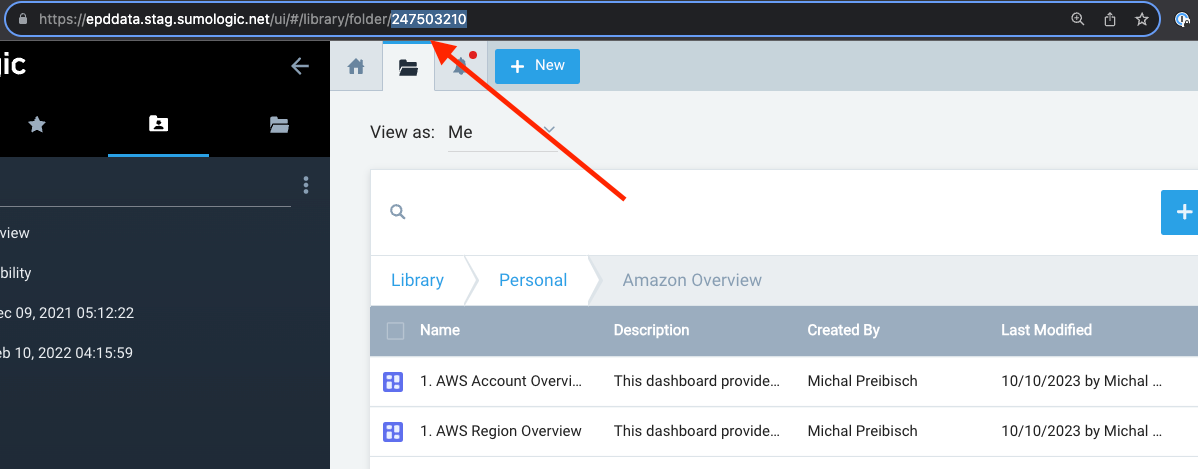 https://epddata.stag.sumologic.net/ui/#/library/folder/247503210
gic
New
View as: Me
view
bility
ec 09, 2021 05:12:22
eb 10, 2022 04:15:59
Library Personal Amazon Overview
Name Description Created By Last Modified
1. AWS Account Overvi... This dashboard provide... Michal Preibisch 10/10/2023 by Michal ...
1. AWS Region Overview This dashboard provide... Michal Preibisch 10/10/2023 by Michal ...